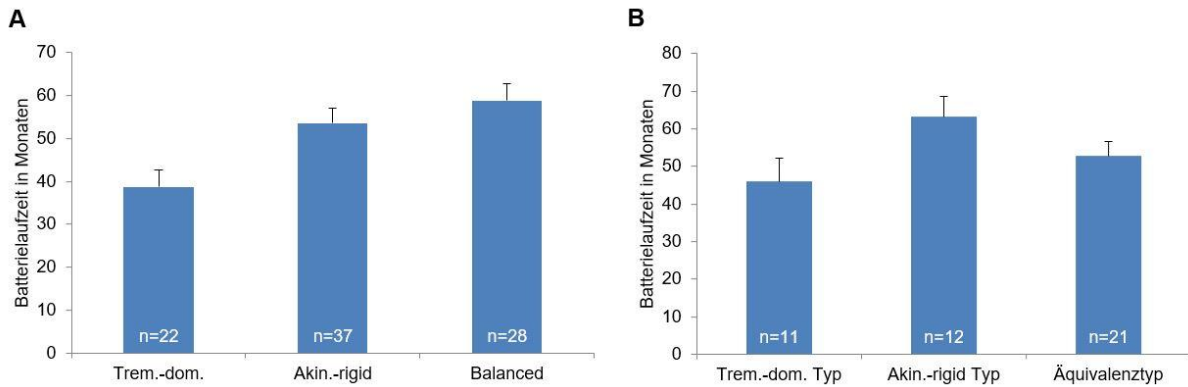 A
Batterielaufzeit in Monaten
70
60
50
40
30
20
10
0
n=22
n=37
n=28
Trem.-dom.
Akin.-rigid
Balanced
B
Batterielaufzeit in Monaten
80
70
60
50
40
30
20
10
0
n=11
n=12
n=21
Trem.-dom. Typ
Akin.-rigid Typ
Äquivalenztyp